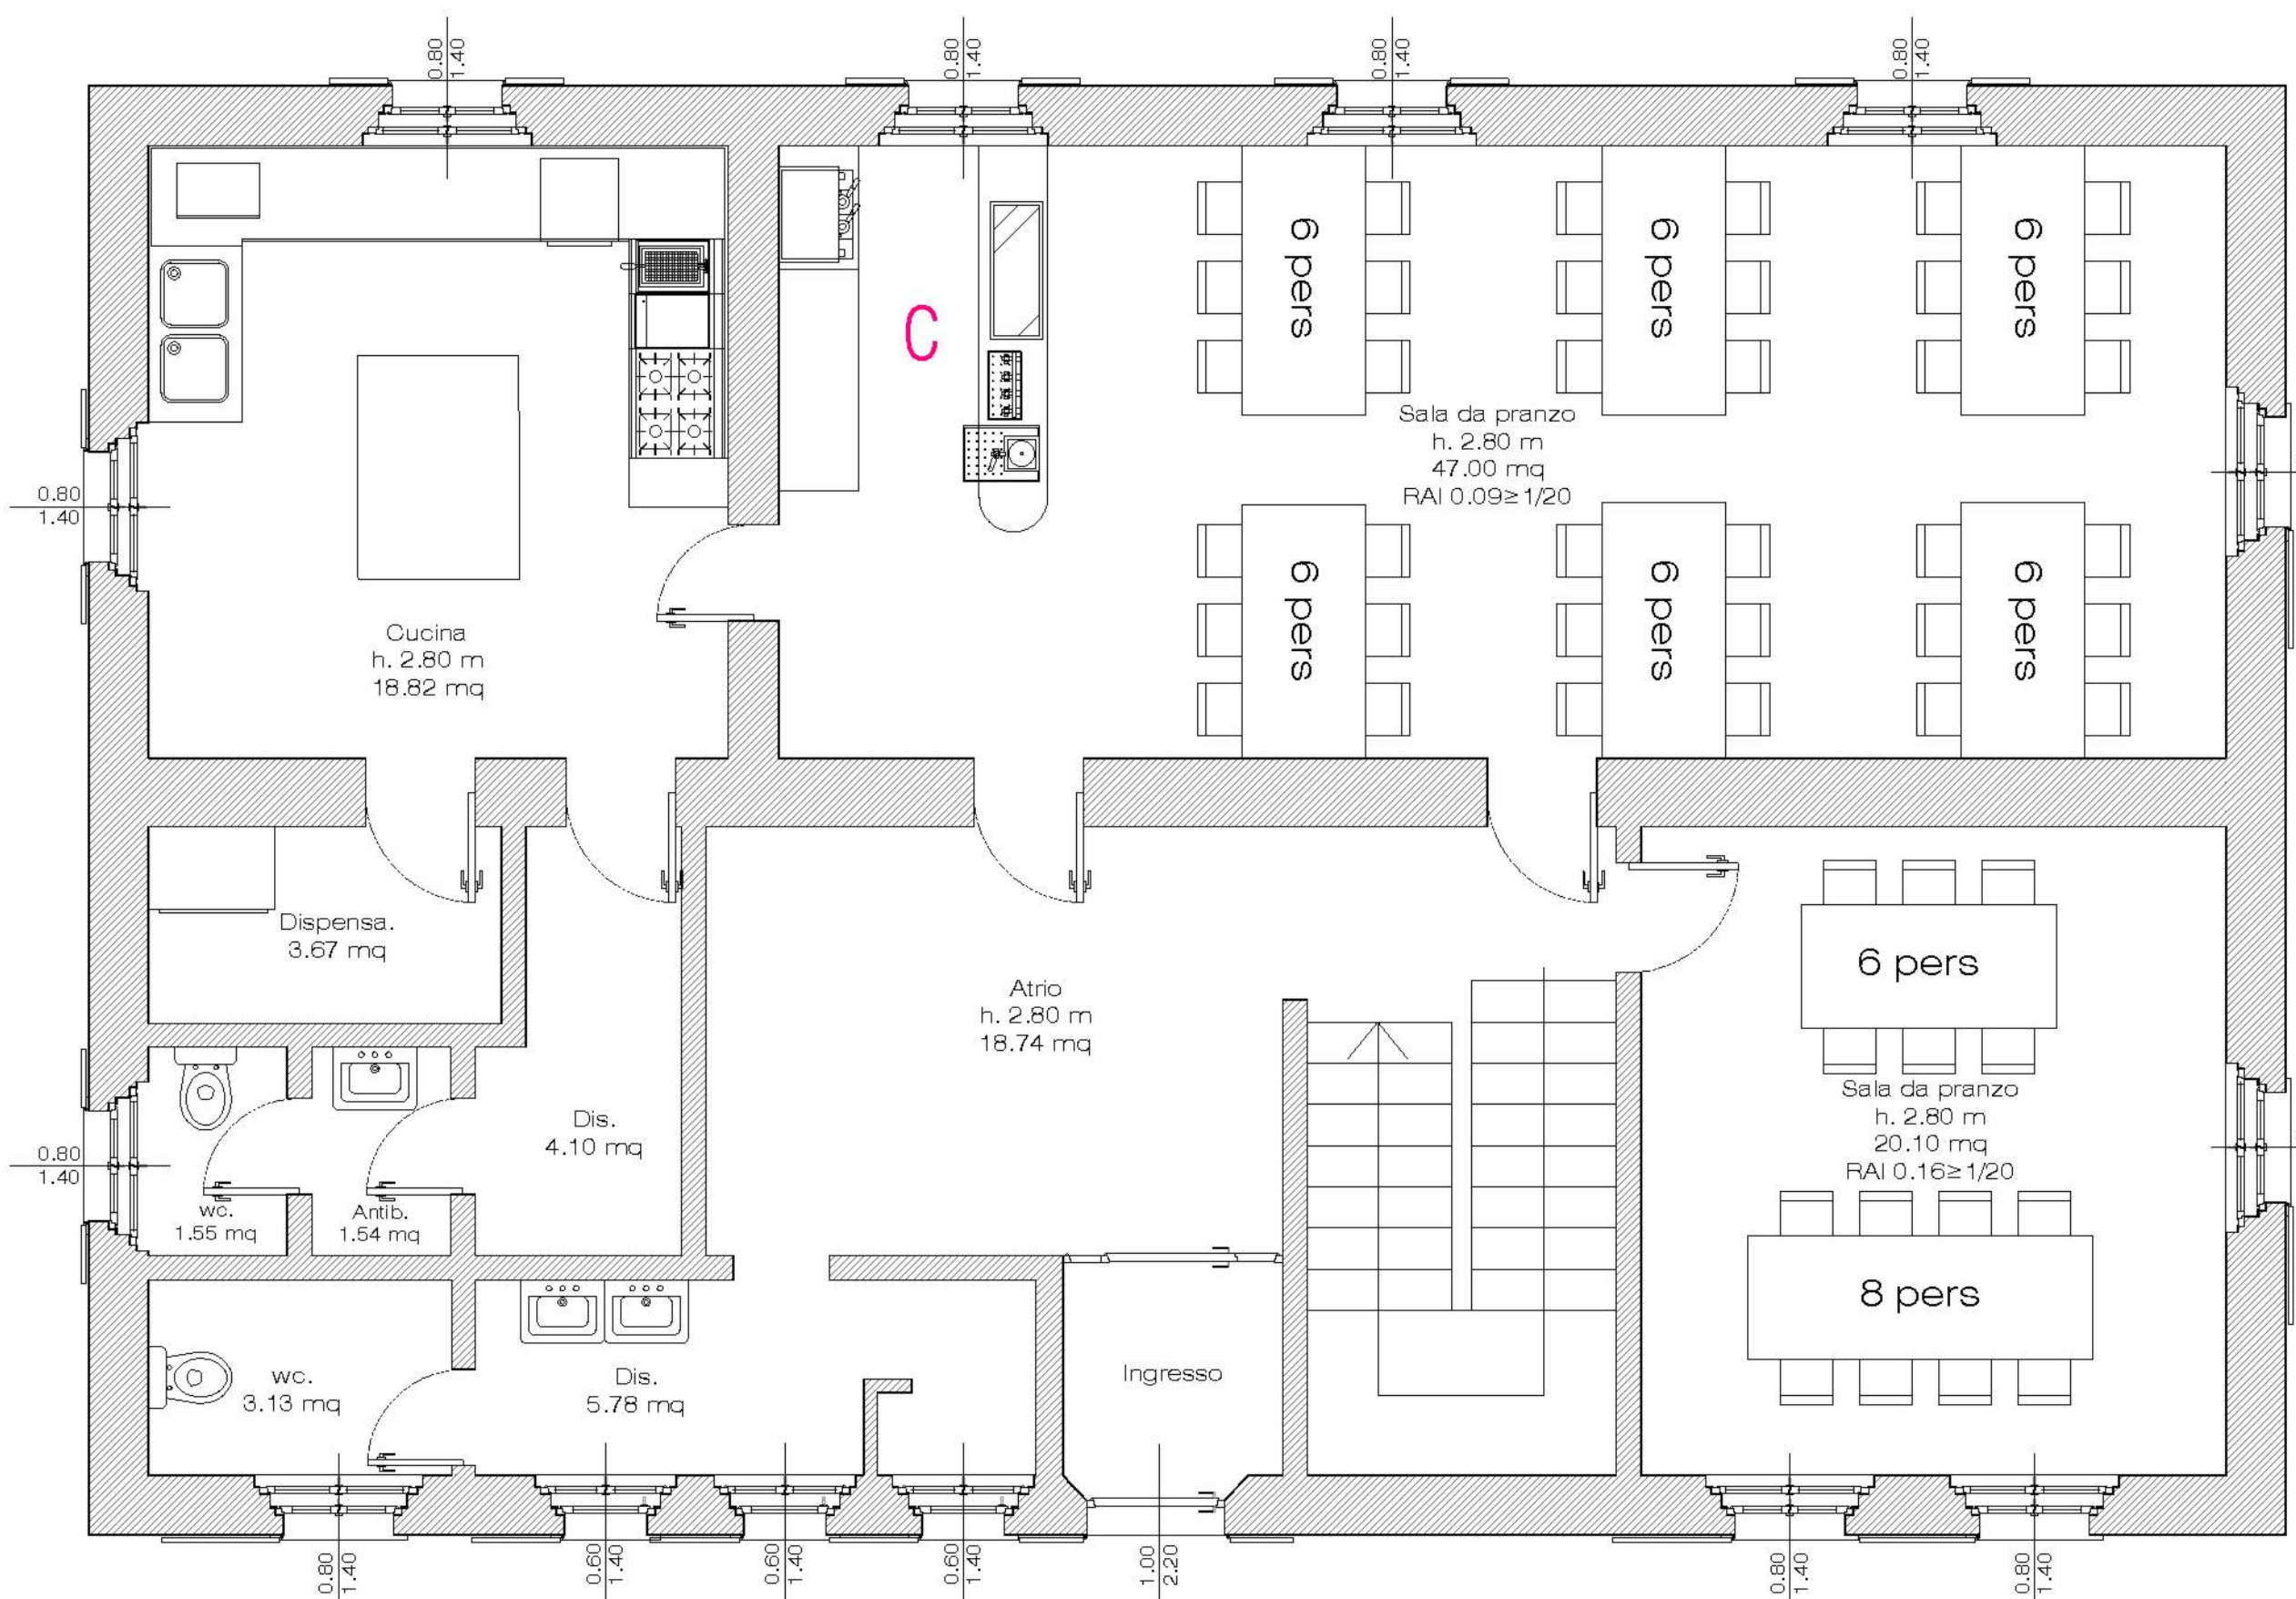 0.80
1.40
0.80
1.40
0.80
1.40
0.80
1.40
6 pers
6 pers
6 pers
C
Sala da pranzo
h. 2.80 m
47.00 mq
RAI 0.09≥1/20
0.80
1.40
6 pers
6 pers
6 pers
Cucina
h. 2.80 m
18.82 mq
Dispensa.
3.67 mq
6 pers
Atrio
h. 2.80 m
18.74 mq
Sala da pranzo
h. 2.80 m
20.10 mq
RAI 0.16≥1/20
Dis.
4.10 mq
0.80
1.40
wc.
1.55 mq
Antib.
1.54 mq
8 pers
wc.
3.13 mq
Dis.
5.78 mq
Ingresso
0.80
1.40
0.60
1.40
0.60
1.40
0.60
1.40
1.00
2.20
0.80
1.40
0.80
1.40